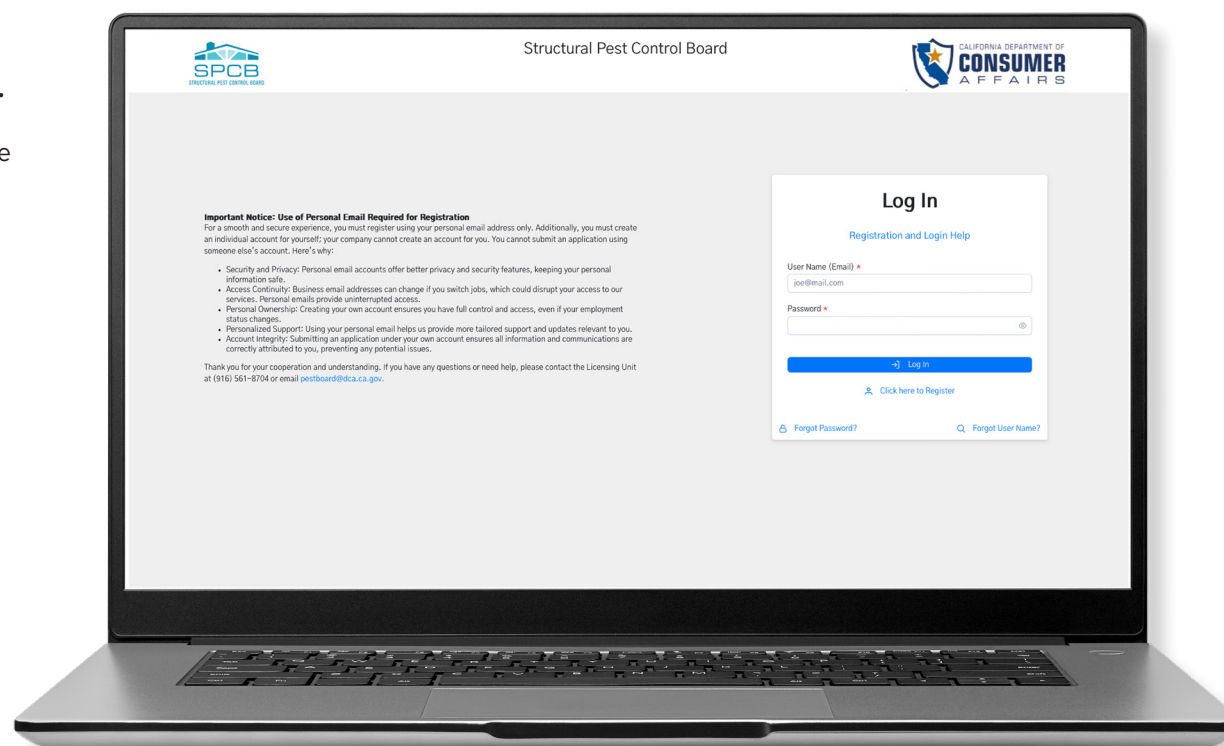 .
e
SPCB
STRUCTURAL PEST CONTROL BOARD
Structural Pest Control Board
CALIFORNIA DEPARTMENT OF
CONSUMER
AFFAIRS
Important Notice: Use of Personal Email Required for Registration
For a smooth and secure experience, you must register using your personal email address only. Additionally, you must create
an individual account for yourself; your company cannot create an account for you. You cannot submit an application using
someone else's account. Here's why:
• Security and Privacy: Personal email accounts offer better privacy and security features, keeping your personal
information safe.
• Access Continuity: Business email addresses can change if you switch jobs, which could disrupt your access to our
services. Personal emails provide uninterrupted access.
• Personal Ownership: Creating your own account ensures you have full control and access, even if your employment
status changes.
• Personalized Support: Using your personal email helps us provide more tailored support and updates relevant to you.
• Account Integrity: Submitting an application under your own account ensures all information and communications are
correctly attributed to you, preventing any potential issues.
Thank you for your cooperation and understanding. If you have any questions or need help, please contact the Licensing Unit
at (916) 561-8704 or email pestboard@dca.ca.gov.
Log In
Registration and Login Help
User Name (Email) *
joe@mail.com
Password *
Log In
Click here to Register
Forgot Password?
Forgot User Name?